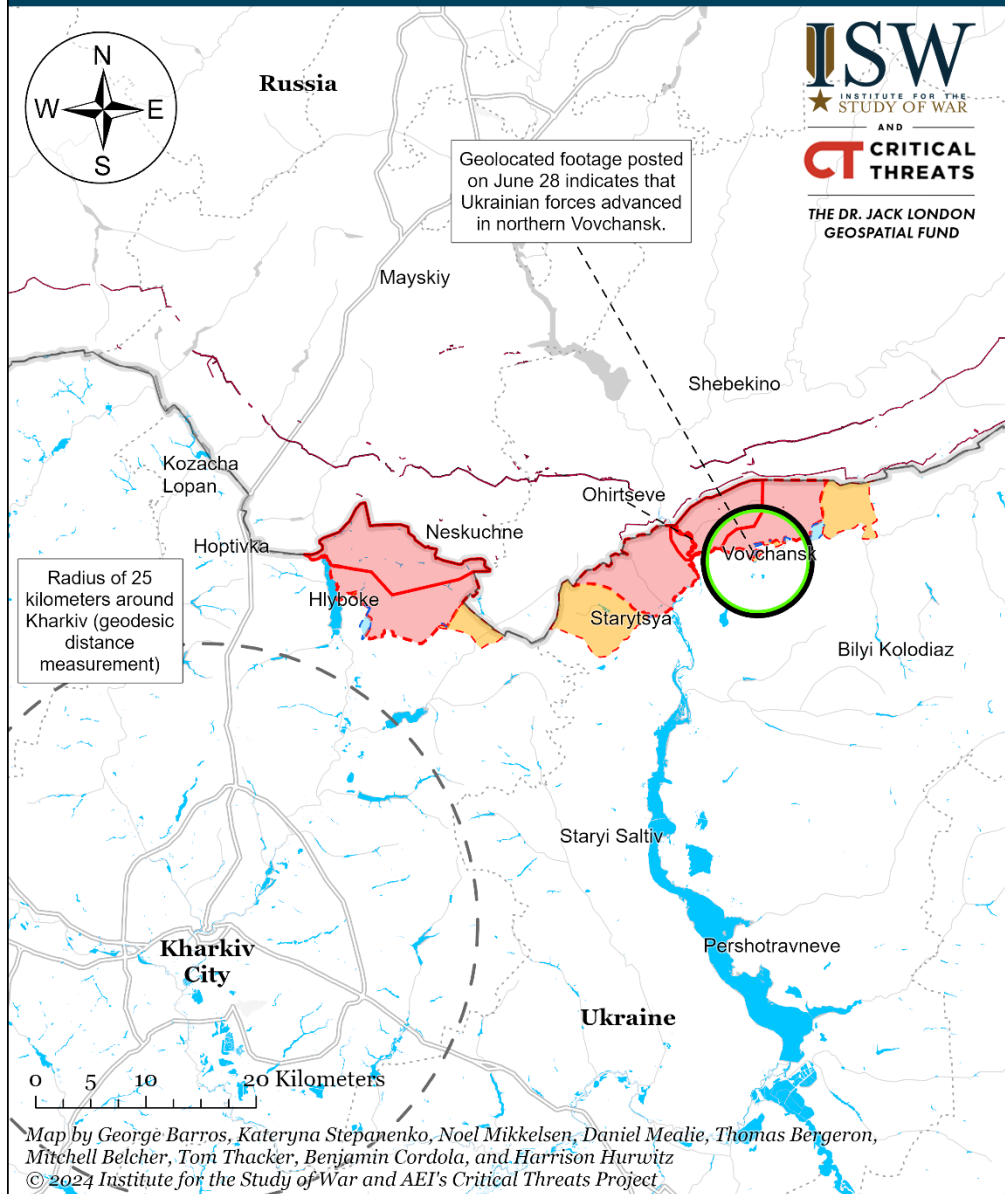 N
W
E
S
Russia
ISW
INSTITUTE FOR THE
STUDY OF WAR
AND
CT CRITICAL
THREATS
THE DR. JACK LONDON
GEOSPATIAL FUND
Geolocated footage posted
on June 28 indicates that
Ukrainian forces advanced
in northern Vovchansk.
Mayskiy
Shebekino
Kozacha
Lopan
Ohirtseve
Neskuchne
Hoptivka
Vovchansk
Radius of 25
kilometers around
Kharkiv (geodesic
distance
measurement)
Hlyboke
Starytsya
Bilyi Kolodiaz
Staryi Saltiv
Pershotravneve
Kharkiv
City
Ukraine
0 5 10 20 Kilometers
Map by George Barros, Kateryna Stepanenko, Noel Mikkelsen, Daniel Mealie, Thomas Bergeron,
Mitchell Belcher, Tom Thacker, Benjamin Cordola, and Harrison Hurwitz
© 2024 Institute for the Study of War and AEI's Critical Threats Project